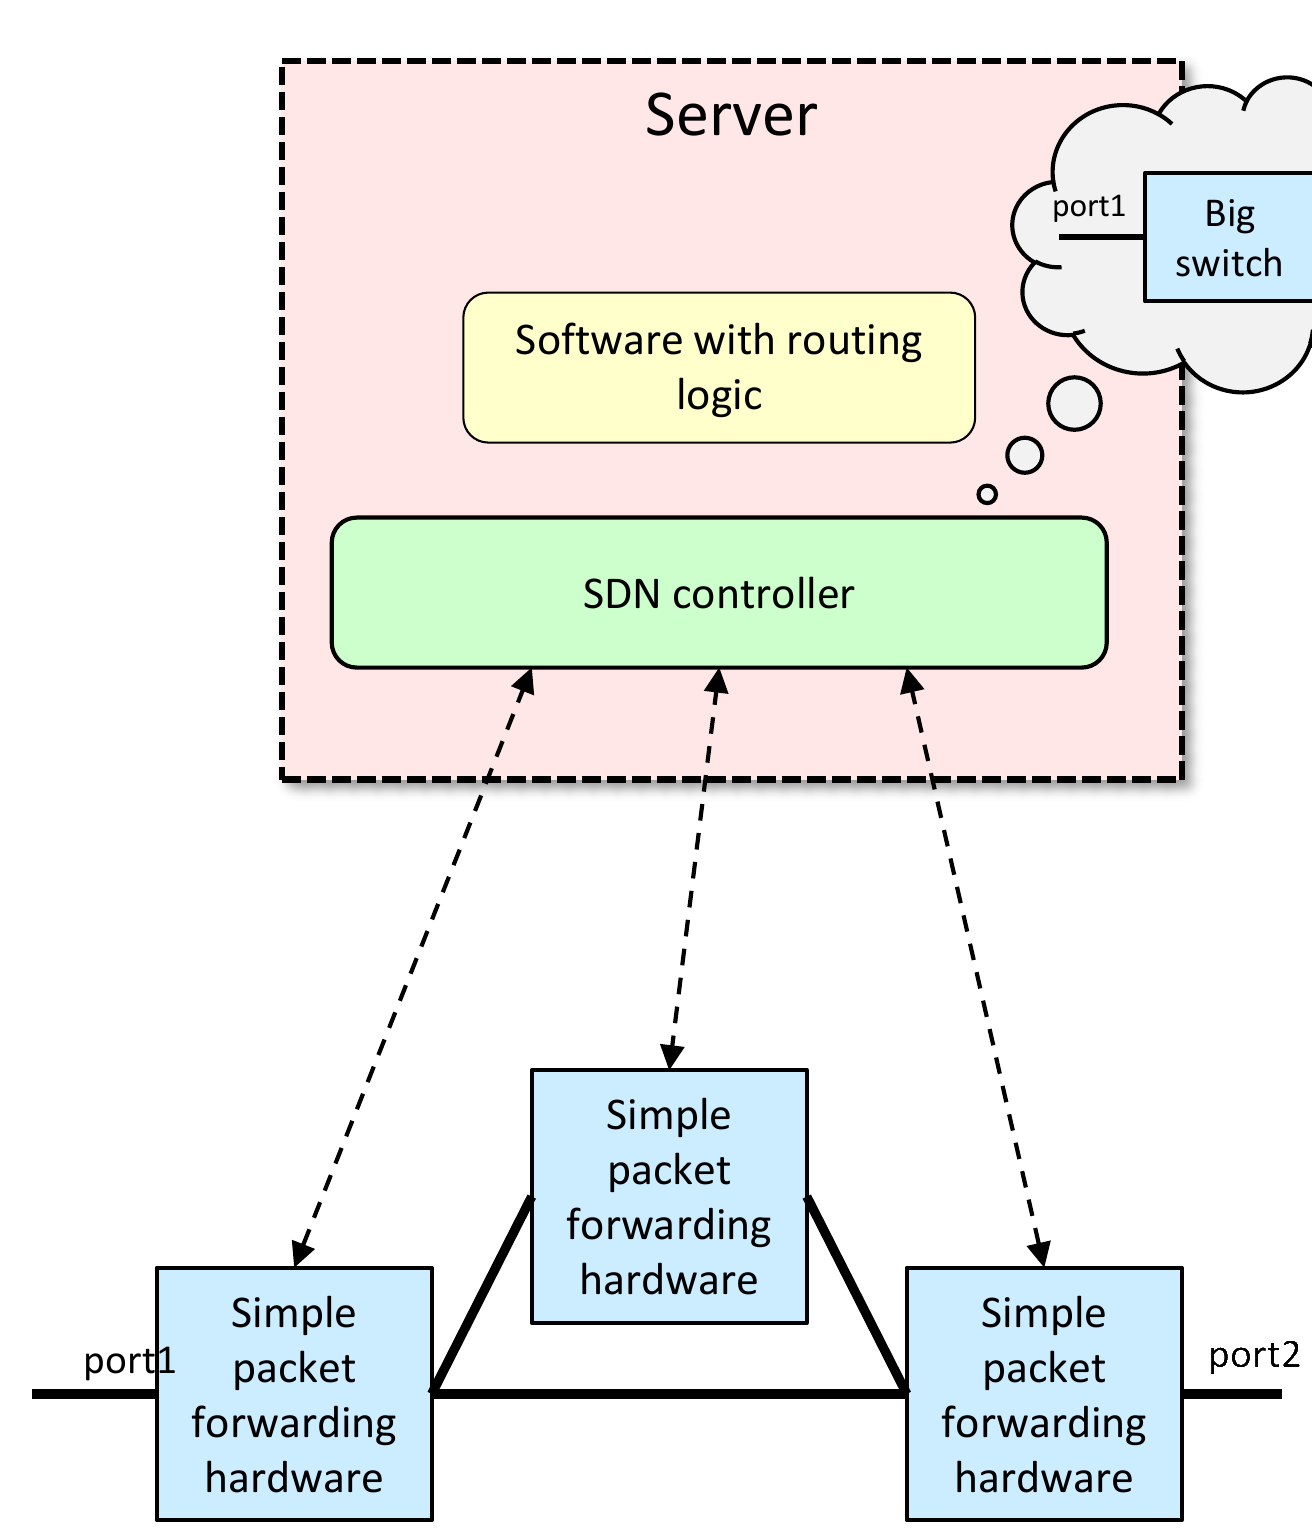 Server
port1
Big
switch
Software with routing
logic
SDN controller
Simple
packet
forwarding
hardware
port1
Simple
packet
forwarding
hardware
Simple
packet
forwarding
hardware
port2